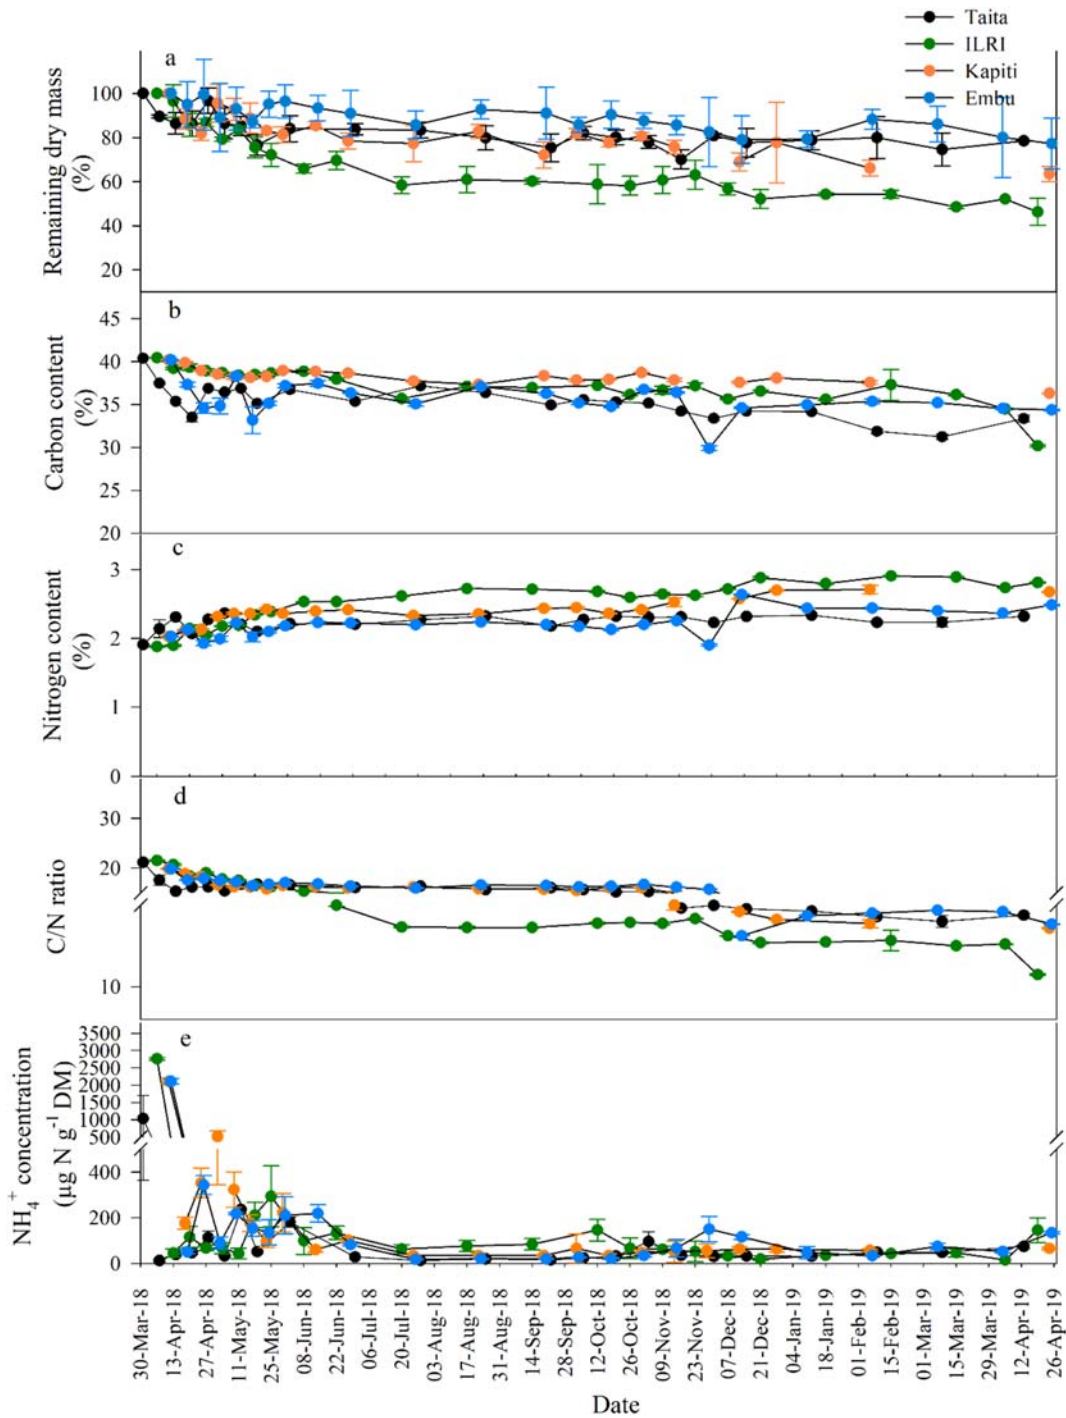 Taita
ILRI
Kapiti
Embu
a
Remaining dry mass
(%)
100
80
60
40
20
b
Carbon content
(%)
45
40
35
30
25
20
c
Nitrogen content
(%)
3
2
1
0
d
C/N ratio
30
20
10
e
NH4+ concentration
(µg N g-1 DM)
3500
3000
2500
2000
1500
1000
500
400
200
0
30-Mar-18
13-Apr-18
27-Apr-18
11-May-18
25-May-18
08-Jun-18
22-Jun-18
06-Jul-18
20-Jul-18
03-Aug-18
17-Aug-18
31-Aug-18
14-Sep-18
28-Sep-18
12-Oct-18
26-Oct-18
09-Nov-18
23-Nov-18
07-Dec-18
21-Dec-18
04-Jan-19
18-Jan-19
01-Feb-19
15-Feb-19
01-Mar-19
15-Mar-19
29-Mar-19
12-Apr-19
26-Apr-19
Date